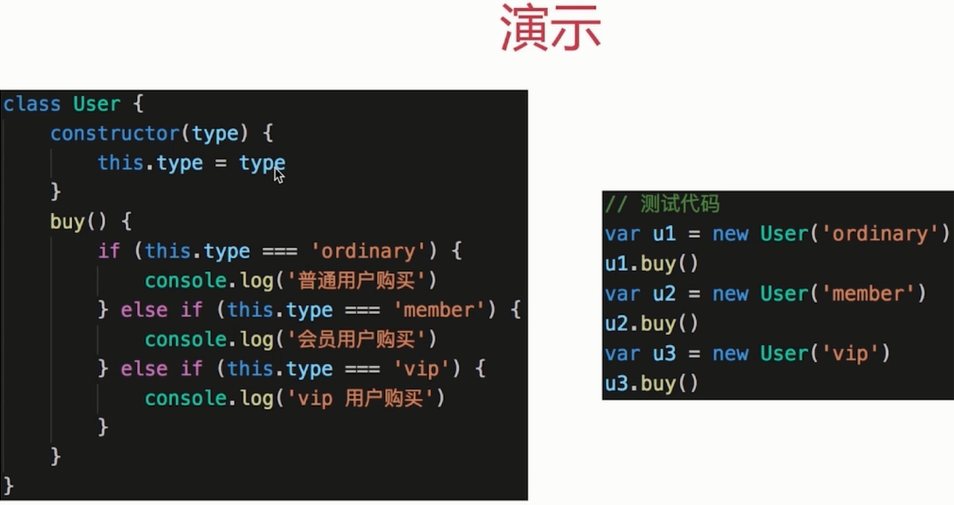 演示
class User {
    constructor(type) {
        this.type = type
    }
    buy() {
        if (this.type === 'ordinary') {
            console.log('普通用户购买')
        } else if (this.type === 'member') {
            console.log('会员用户购买')
        } else if (this.type === 'vip') {
            console.log('vip 用户购买')
        }
    }
}
// 测试代码
var u1 = new User('ordinary')
u1.buy()
var u2 = new User('member')
u2.buy()
var u3 = new User('vip')
u3.buy()